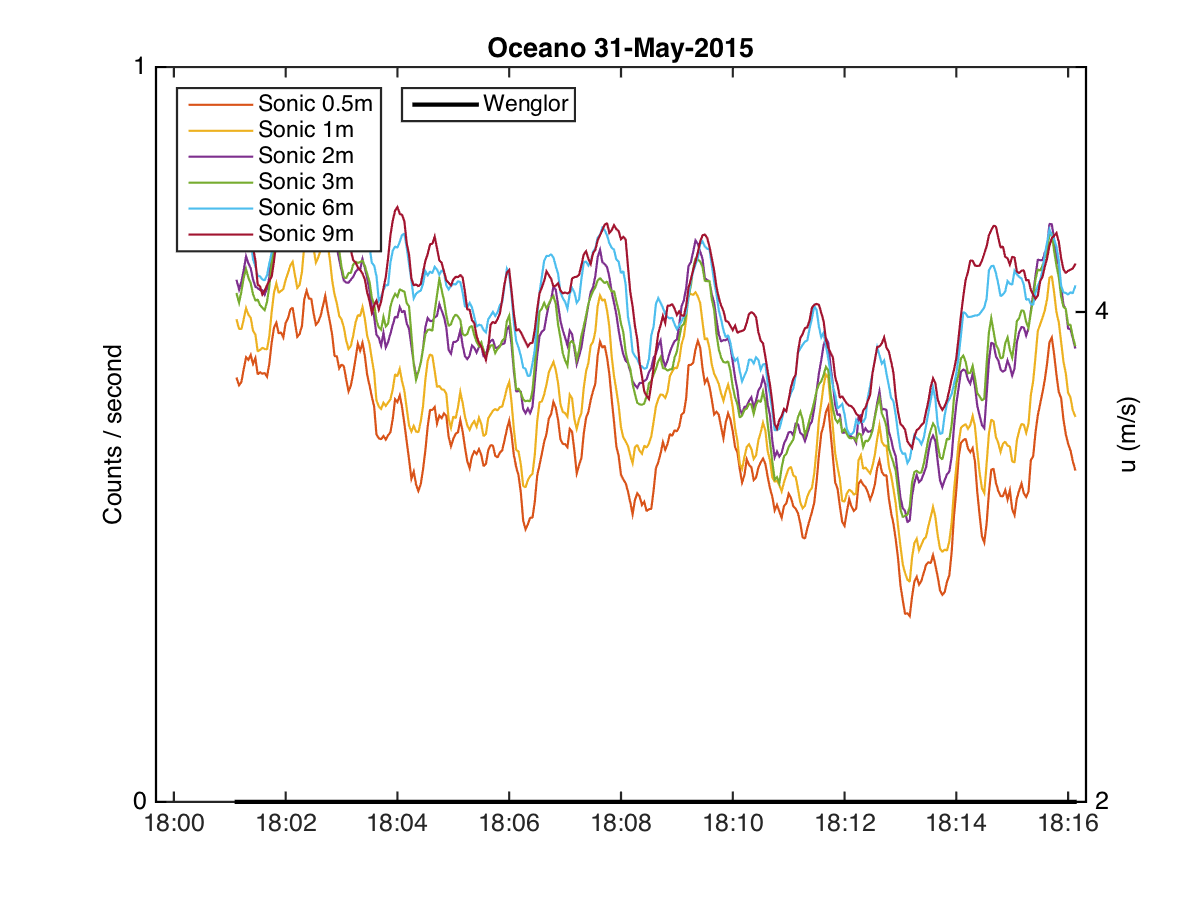 Oceano 31-May-2015
1
Sonic 0.5m
Sonic 1m
Sonic 2m
Sonic 3m
Sonic 6m
Sonic 9m
Wenglor
Counts / second
4
u (m/s)
0
2
18:00 18:02 18:04 18:06 18:08 18:10 18:12 18:14 18:16